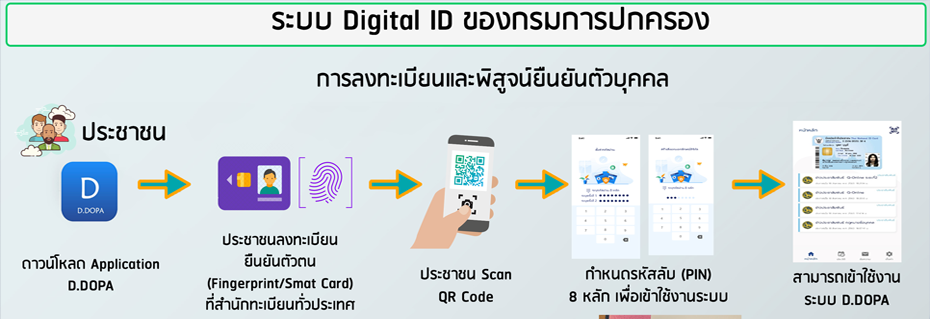 ระบบ Digital ID ของกรมการปกครอง
การลงทะเบียนและพิสูจน์ยืนยันตัวบุคคล
ประชาชน
D
D.DOPA
ดาวน์โหลด Application
D.DOPA
ประชาชนลงทะเบียน
ยืนยันตัวตน
(Fingerprint/Smat Card)
ที่สำนักทะเบียนทั่วประเทศ
ประชาชน Scan
QR Code
กำหนดรหัสลับ (PIN)
8 หลัก เพื่อเข้าใช้งานระบบ
สามารถเข้าใช้งาน
ระบบ D.DOPA